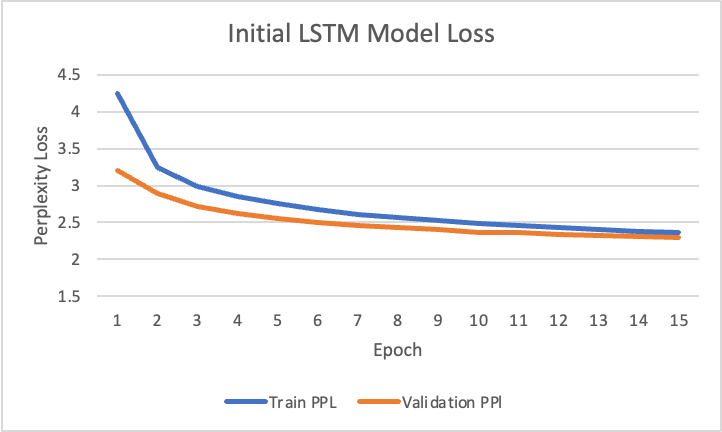 Initial LSTM Model Loss
4.5
4
3.5
3
2.5
2
1.5
Perplexity Loss
1 2 3 4 5 6 7 8 9 10 11 12 13 14 15
Epoch
Train PPL Validation PPl